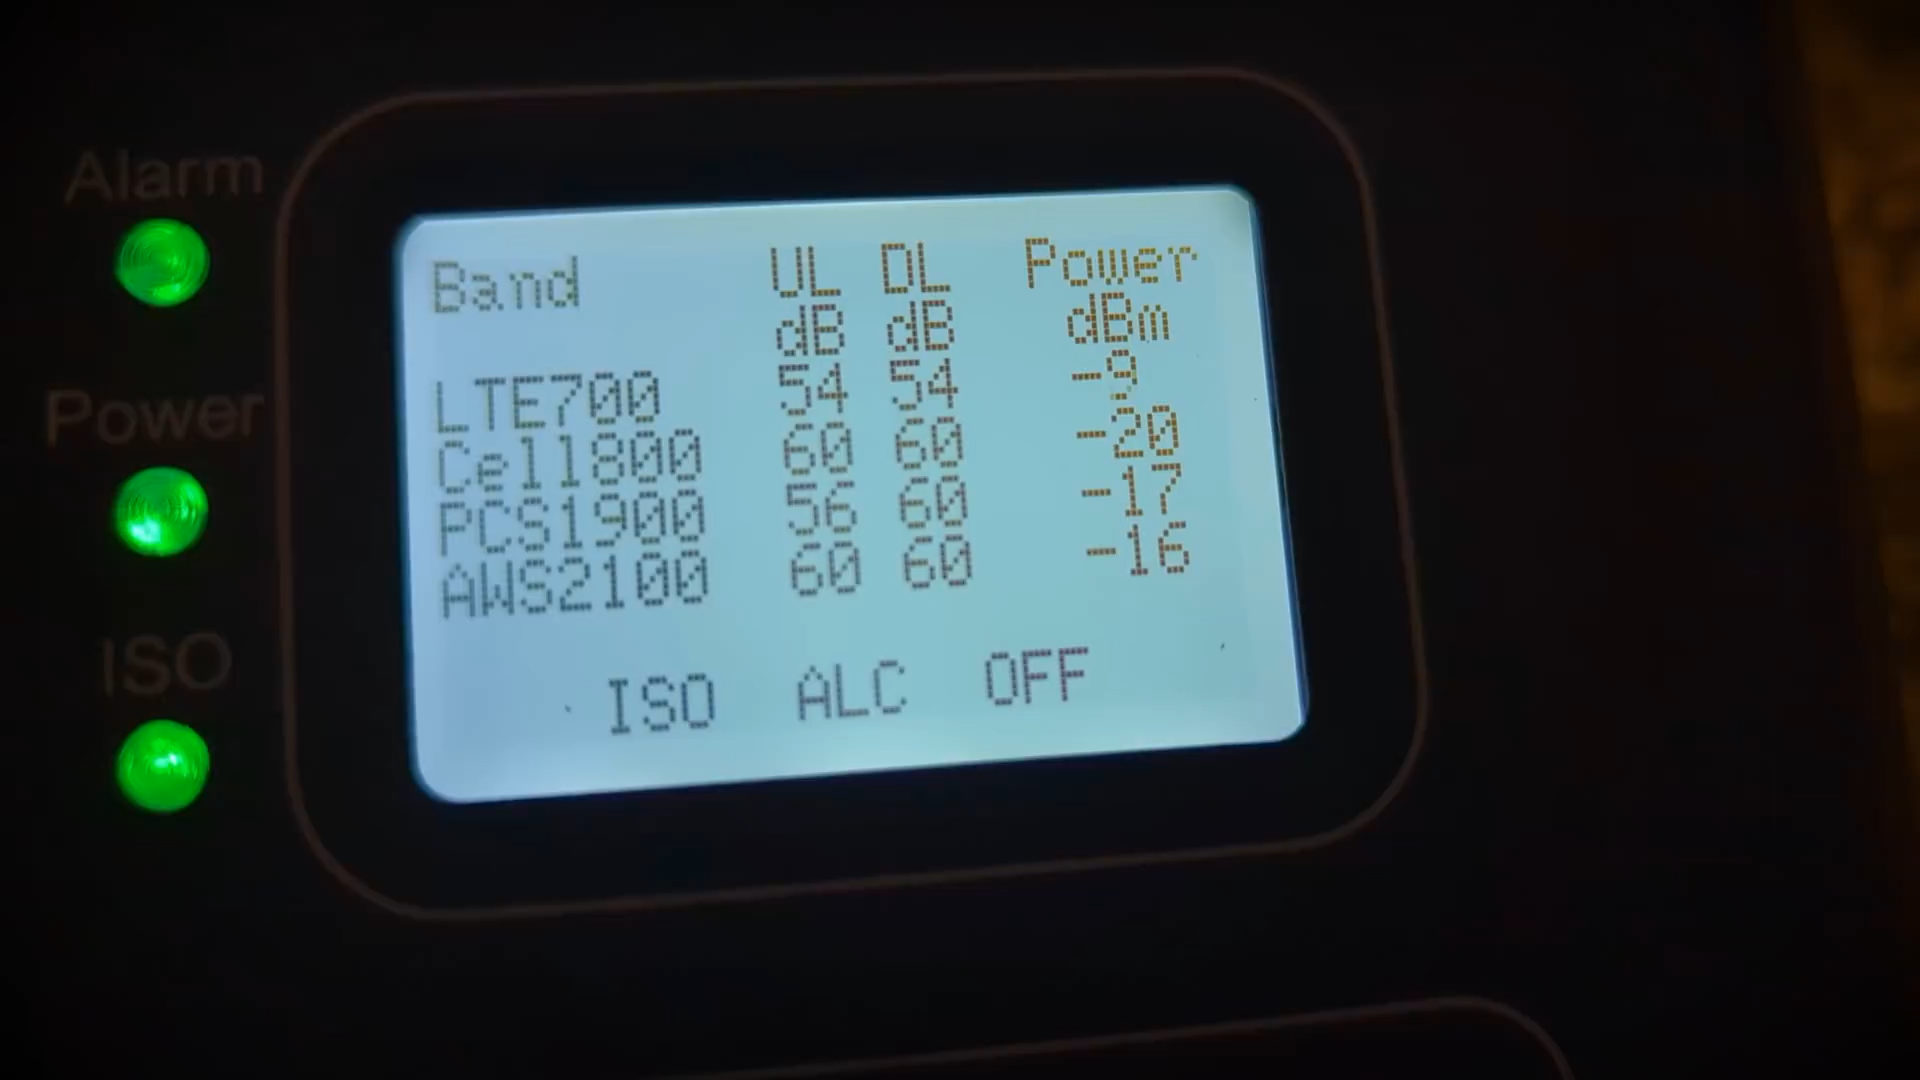 Alarm
Power
ISO
Band UL DL Power
dB dB dBm
LTE700 54 54 -9
Cell800 60 60 -20
PCS1900 56 60 -17
AWS2100 60 60 -16
ISO ALC OFF